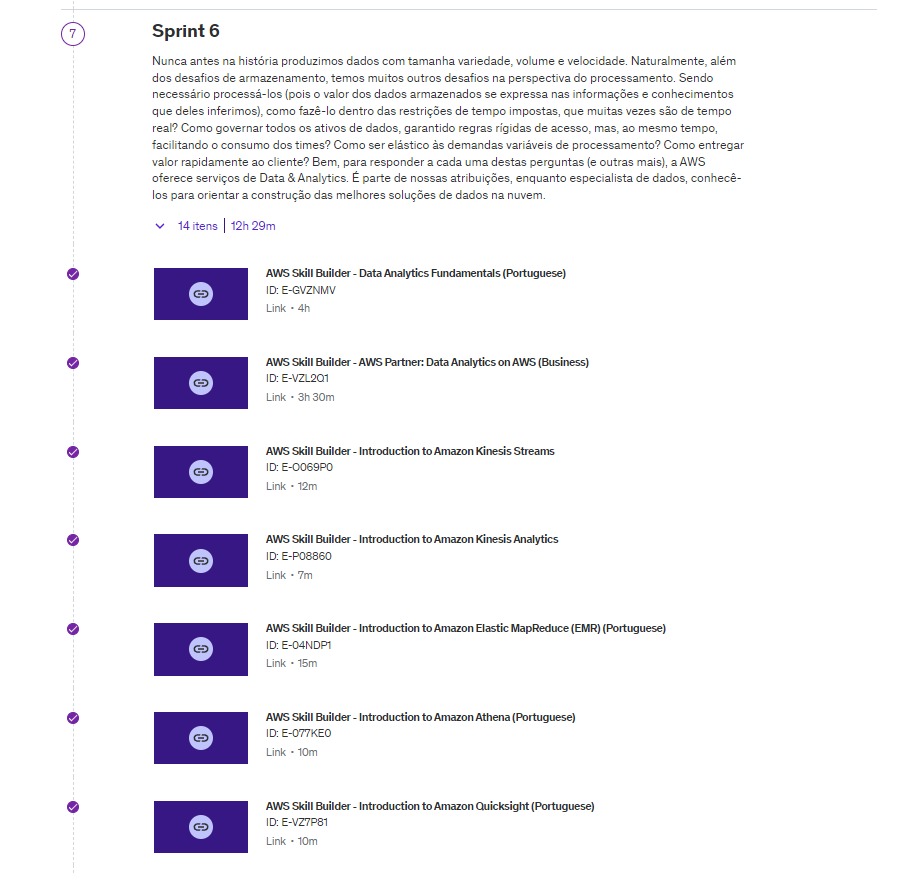 7
Sprint 6
Nunca antes na história produzimos dados com tamanha variedade, volume e velocidade. Naturalmente, além
dos desafios de armazenamento, temos muitos outros desafios na perspectiva do processamento. Sendo
necessário processá-los (pois o valor dos dados armazenados se expressa nas informações e conhecimentos
que deles inferimos), como fazê-lo dentro das restrições de tempo impostas, que muitas vezes são de tempo
real? Como governar todos os ativos de dados, garantido regras rígidas de acesso, mas, ao mesmo tempo,
facilitando o consumo dos times? Como ser elástico às demandas variáveis de processamento? Como entregar
valor rapidamente ao cliente? Bem, para responder a cada uma destas perguntas (e outras mais), a AWS
oferece serviços de Data & Analytics. É parte de nossas atribuições, enquanto especialista de dados, conhecê-
los para orientar a construção das melhores soluções de dados na nuvem.
14 itens | 12h 29m
AWS Skill Builder - Data Analytics Fundamentals (Portuguese)
ID: E-GVZNMV
Link • 4h
AWS Skill Builder - AWS Partner: Data Analytics on AWS (Business)
ID: E-VZL2Q1
Link • 3h 30m
AWS Skill Builder - Introduction to Amazon Kinesis Streams
ID: E-O069P0
Link • 12m
AWS Skill Builder - Introduction to Amazon Kinesis Analytics
ID: E-P08860
Link • 7m
AWS Skill Builder - Introduction to Amazon Elastic MapReduce (EMR) (Portuguese)
ID: E-04NDP1
Link • 15m
AWS Skill Builder - Introduction to Amazon Athena (Portuguese)
ID: E-077KE0
Link • 10m
AWS Skill Builder - Introduction to Amazon Quicksight (Portuguese)
ID: E-VZ7P81
Link • 10m